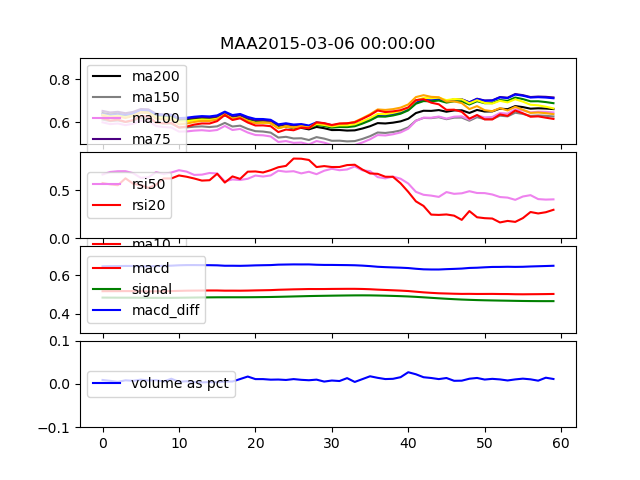 MAA2015-03-06 00:00:00
0.8
0.6
ma200
ma150
ma100
ma75
0.5
0.0
rsi50
rsi20
ma10
0.6
0.4
macd
signal
macd_diff
0.1
0.0
−0.1
volume as pct
0 10 20 30 40 50 60